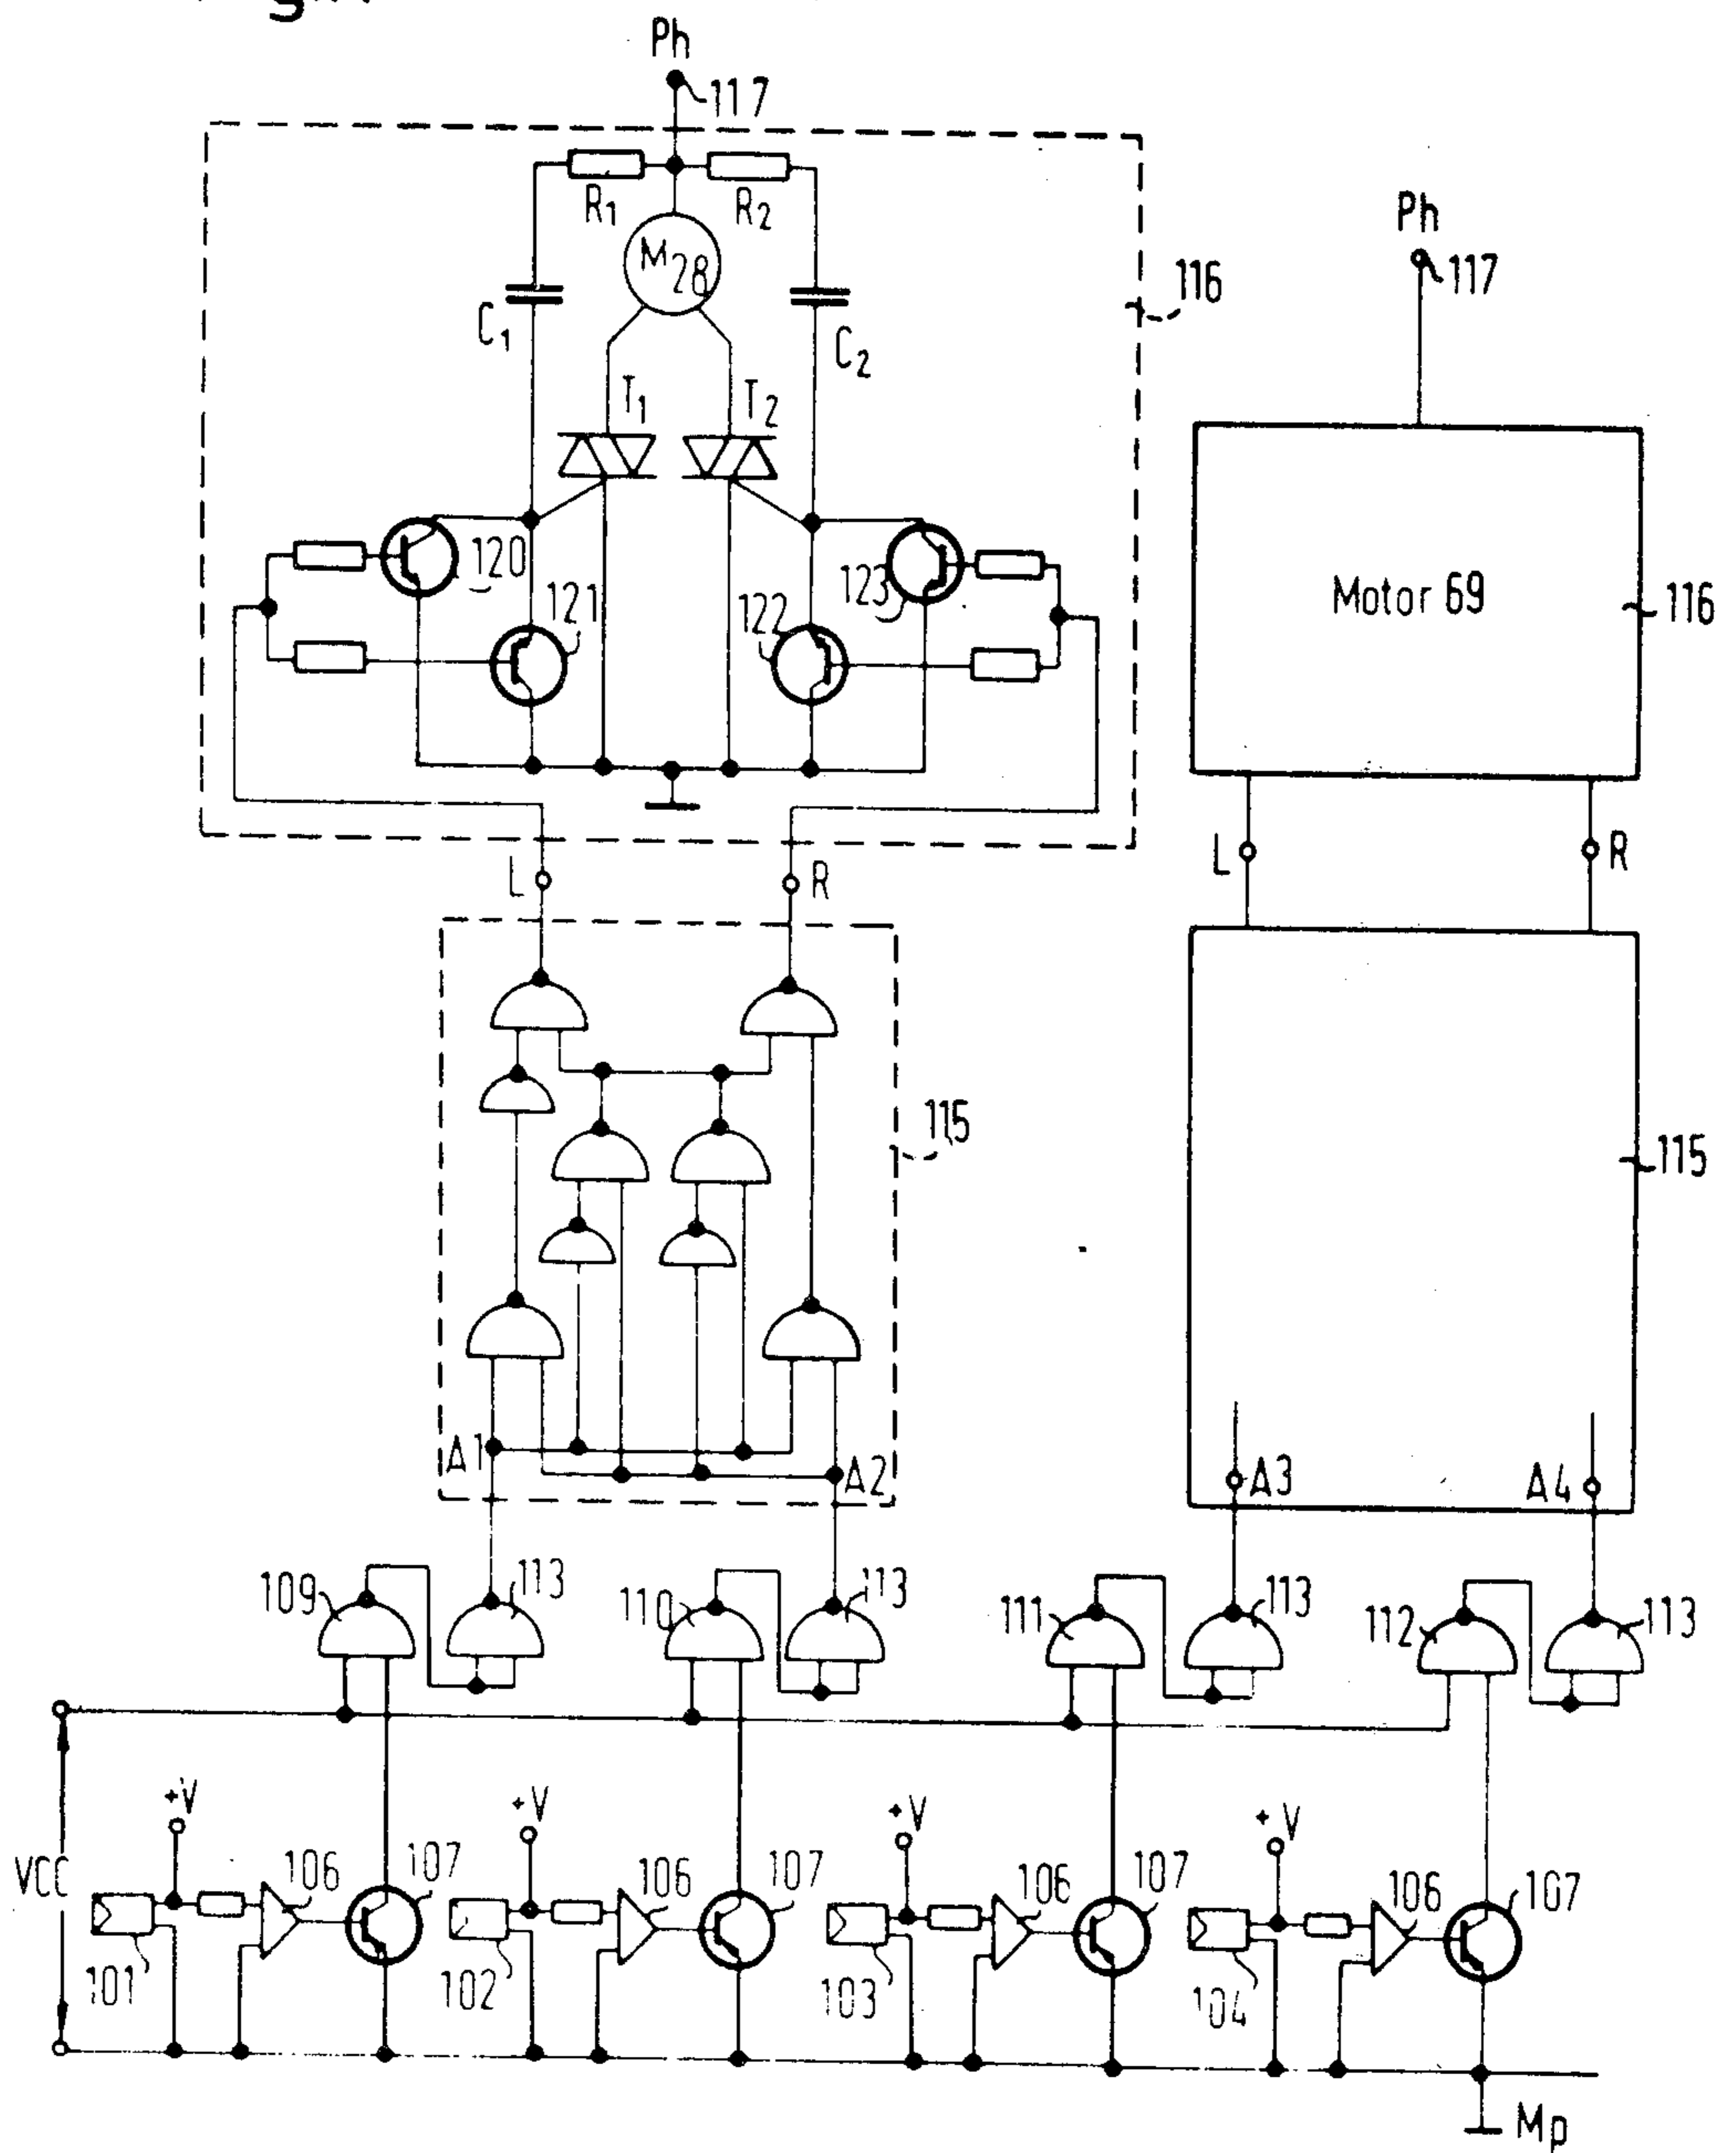 Ph
117
R1
R2
M28
C1
C2
T1
T2
116
Ph
117
120
121
122
123
Motor 69
116
L
R
L
R
115
115
A1
A2
A3
A4
109
113
110
113
111
113
112
113
VCC
+V
+V
+V
+V
106
107
106
107
106
107
106
107
101
102
103
104
Mp